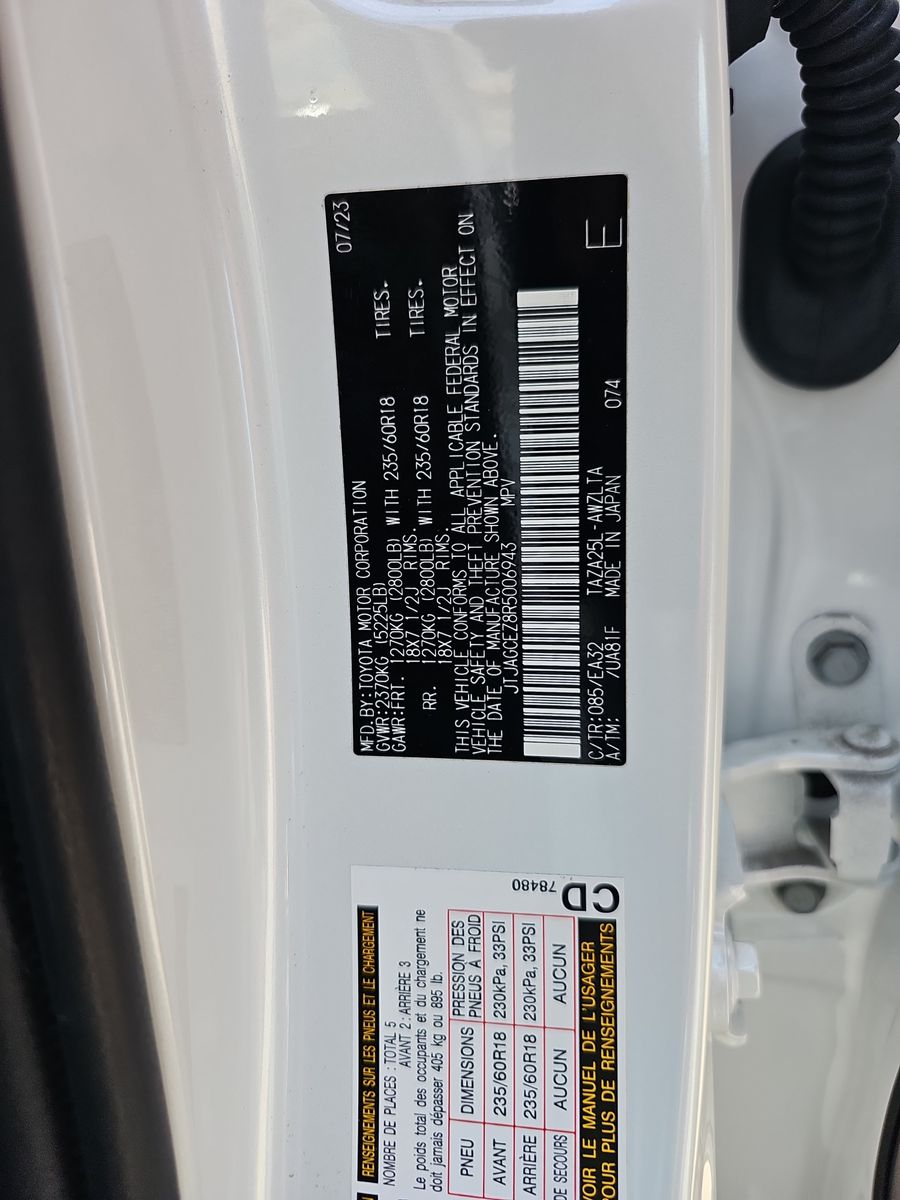 MFD.BY:TOYOTA MOTOR CORPORATION 07/23
GVWR:2370KG (5225LB)
GAWR:FRT. 1270KG (2800LB) WITH 235/60R18 TIRES.
18X7 1/2J RIMS.
RR. 1270KG (2800LB) WITH 235/60R18 TIRES.
18X7 1/2J RIMS.
THIS VEHICLE CONFORMS TO ALL APPLICABLE FEDERAL MOTOR
VEHICLE SAFETY AND THEFT PREVENTION STANDARDS IN EFFECT ON
THE DATE OF MANUFACTURE SHOWN ABOVE.
JTJAGCEZ8R5006943 MPV
C/TR:085/EA32 TAZA25L-AWZLTA
A/TM: /UA81F MADE IN JAPAN 074 E
RENSEIGNEMENTS SUR LES PNEUS ET LE CHARGEMENT
NOMBRE DE PLACES : TOTAL 5
AVANT 2 : ARRIÈRE 3
Le poids total des occupants et du chargement ne
doit jamais dépasser 405 kg ou 895 lb.
PNEU DIMENSIONS PRESSION DES PNEUS À FROID
AVANT 235/60R18 230kPa, 33PSI
ARRIÈRE 235/60R18 230kPa, 33PSI
DE SECOURS AUCUN AUCUN
VOIR LE MANUEL DE L'USAGER
POUR PLUS DE RENSEIGNEMENTS
78480
CD